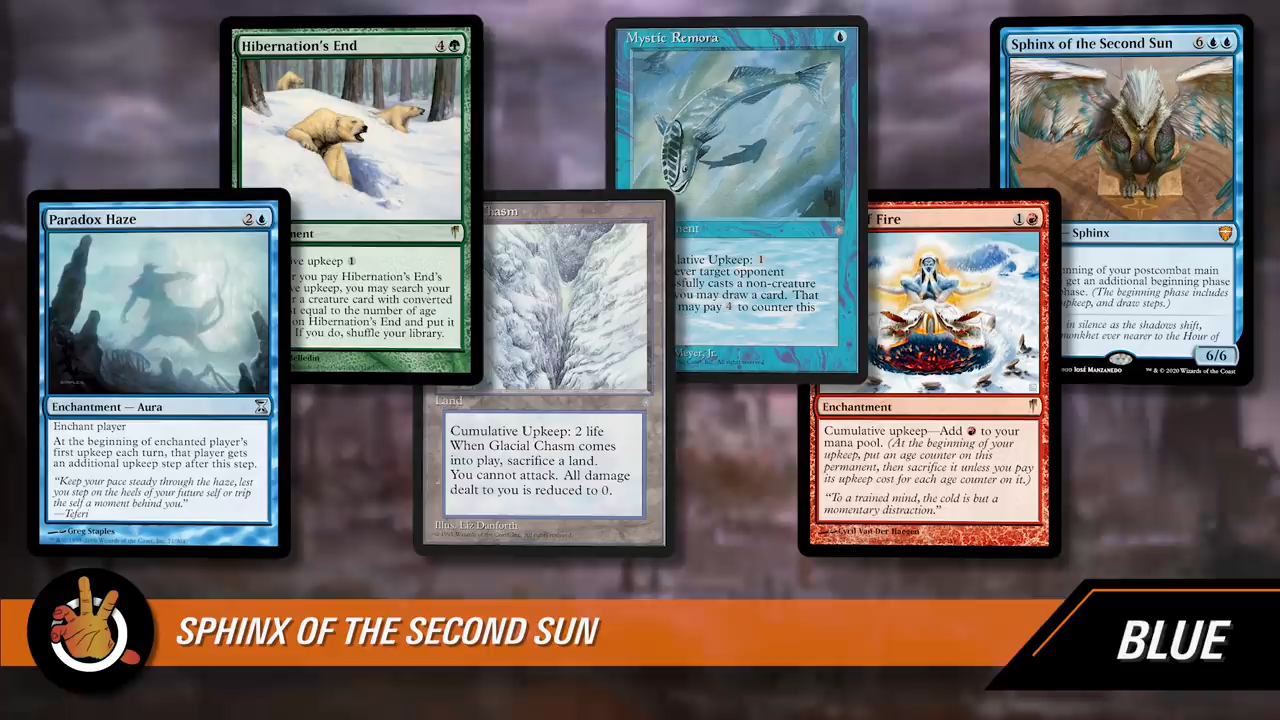 Paradox Haze 2
Enchantment — Aura
Enchant player
At the beginning of enchanted player's
first upkeep each turn, that player gets
an additional upkeep step after this step.
"Keep your pace steady through the haze, lest
you step on the heels of your future self or trip
the self a moment behind you."
—Teferi
Greg Staples
Hibernation's End 4
ment
ive upkeep 1
r you pay Hibernation's End's
ve upkeep, you may search your
r a creature card with converted
st equal to the number of age
on Hibernation's End and put it
If you do, shuffle your library.
Belledin
hasm
Land
Cumulative Upkeep: 2 life
When Glacial Chasm comes
into play, sacrifice a land.
You cannot attack. All damage
dealt to you is reduced to 0.
Illus. Liz Danforth
Mystic Remora
ment
lative Upkeep: 1
ever target opponent
ssfully casts a non-creature
you may draw a card. That
may pay 4 to counter this
Meyer, Jr.
f Fire 1
Enchantment
Cumulative upkeep—Add to your
mana pool. (At the beginning of your
upkeep, put an age counter on this
permanent, then sacrifice it unless you pay
its upkeep cost for each age counter on it.)
"To a trained mind, the cold is but a
momentary distraction."
Cyril Van Der Haegen
Sphinx of the Second Sun 6
— Sphinx
nning of your postcombat main
get an additional beginning phase
hase. (The beginning phase includes
upkeep, and draw steps.)
in silence as the shadows shift,
monkhet ever nearer to the Hour of
6/6
José Manzanedo
™ & © 2020 Wizards of the Coast
SPHINX OF THE SECOND SUN
BLUE